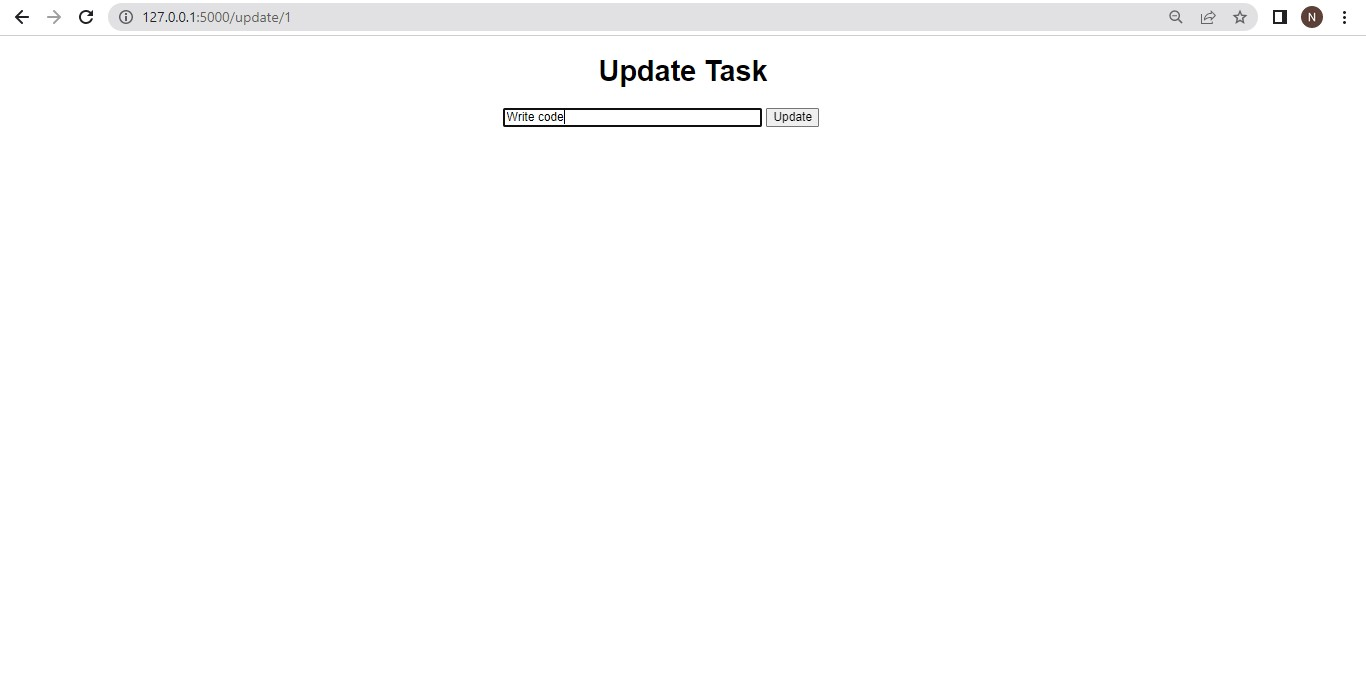 127.0.0.1:5000/update/1
N
Update Task
Write code Update